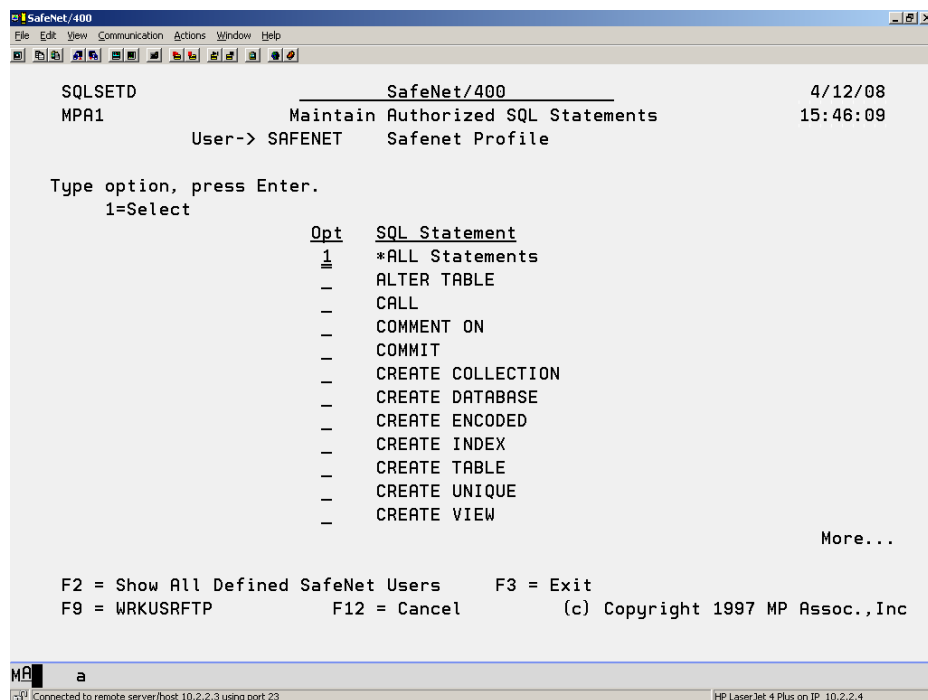 SafeNet/400
File Edit View Communication Actions Window Help
SQLSETD SafeNet/400 4/12/08
MPA1 Maintain Authorized SQL Statements 15:46:09
User-> SAFENET Safenet Profile
Type option, press Enter.
1=Select
Opt SQL Statement
1 *ALL Statements
_ ALTER TABLE
_ CALL
_ COMMENT ON
_ COMMIT
_ CREATE COLLECTION
_ CREATE DATABASE
_ CREATE ENCODED
_ CREATE INDEX
_ CREATE TABLE
_ CREATE UNIQUE
_ CREATE VIEW
More...
F2 = Show All Defined SafeNet Users F3 = Exit
F9 = WRKUSRFTP F12 = Cancel (c) Copyright 1997 MP Assoc.,Inc
MA a
Connected to remote server/host 10.2.2.3 using port 23 HP LaserJet 4 Plus on IP_10.2.2.4